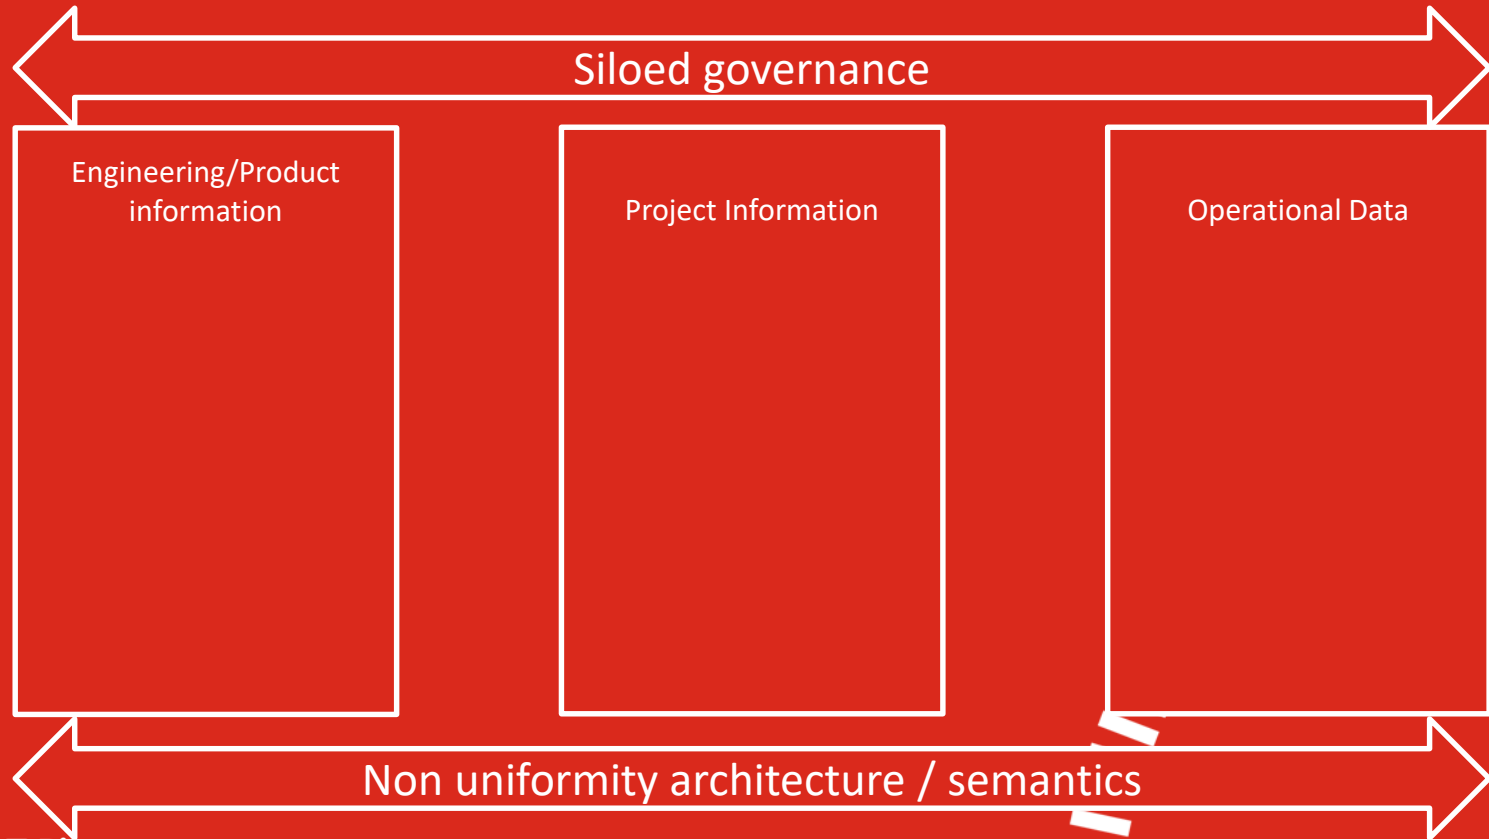 Siloed governance
Engineering/Product
information
Project Information
Operational Data
Non uniformity architecture / semantics